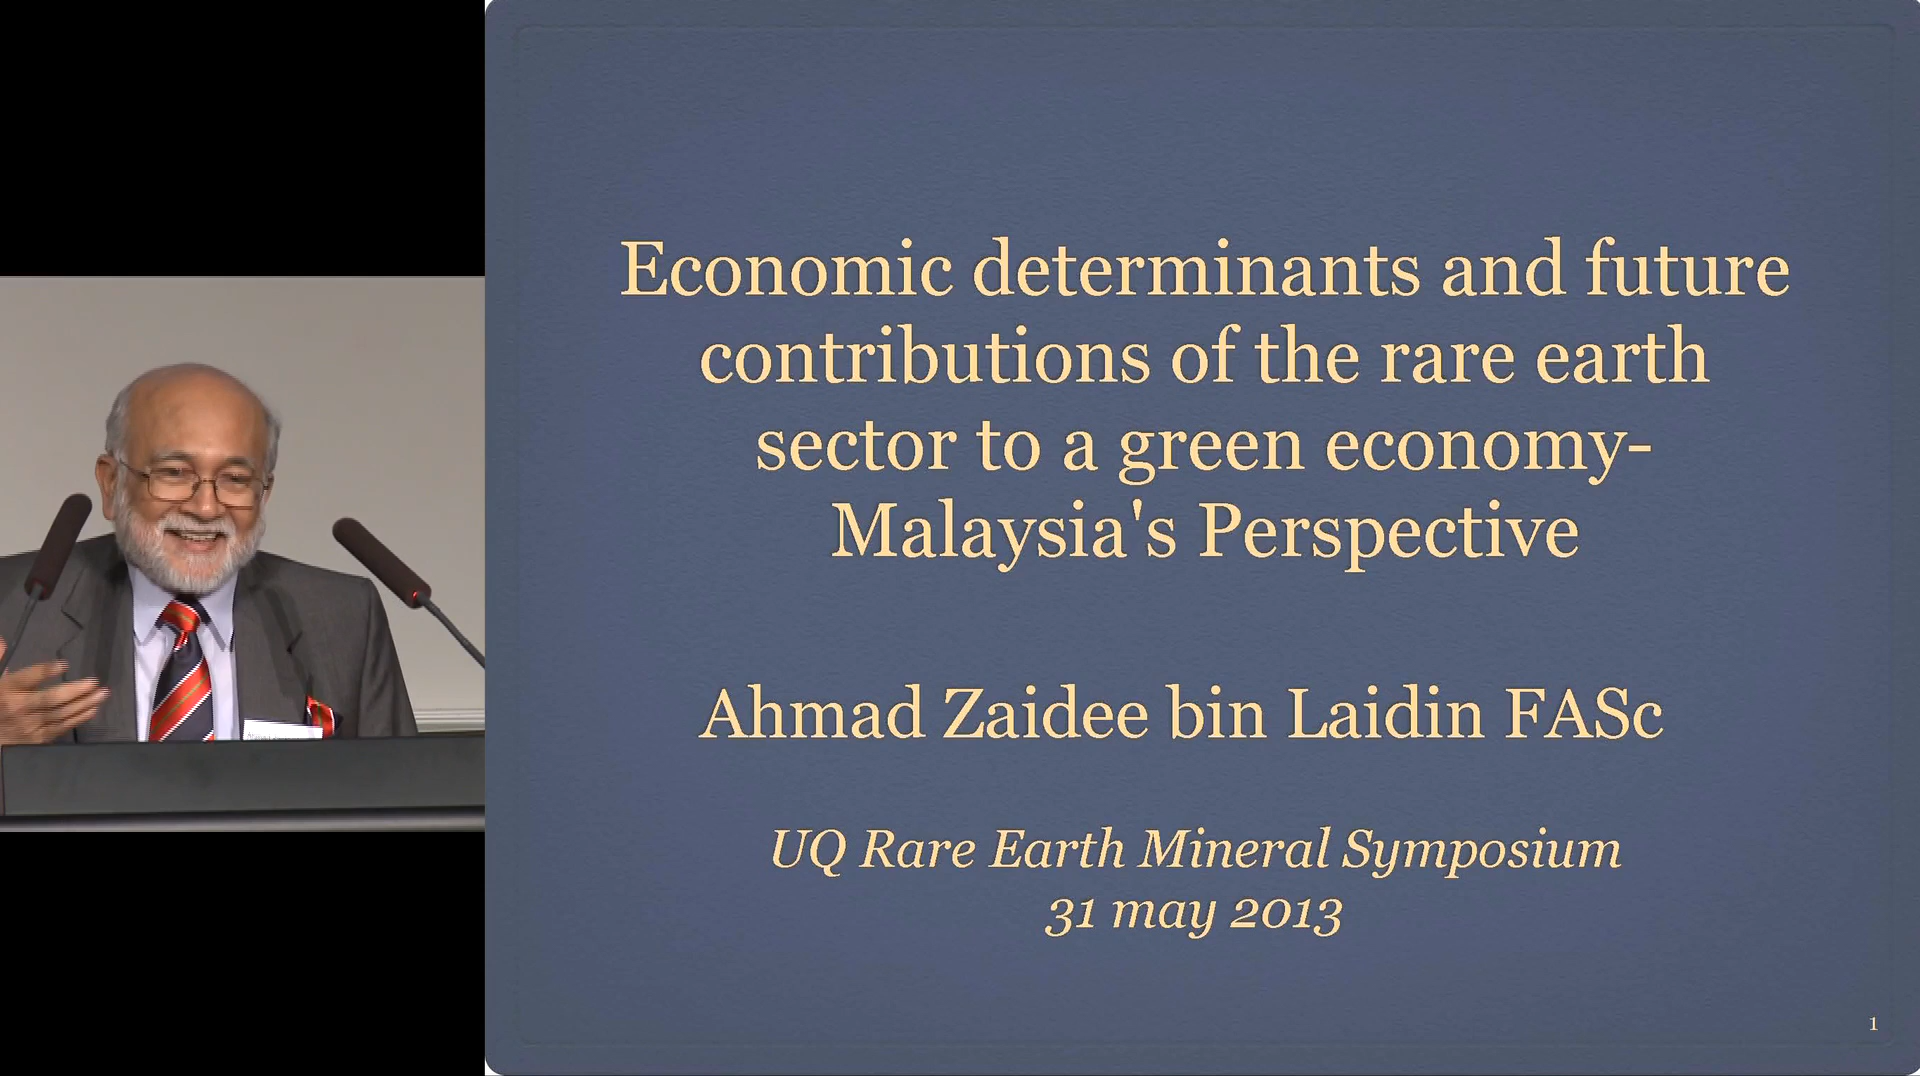 Economic determinants and future
contributions of the rare earth
sector to a green economy-
Malaysia's Perspective
Ahmad Zaidee bin Laidin FASc
UQ Rare Earth Mineral Symposium
31 may 2013
1